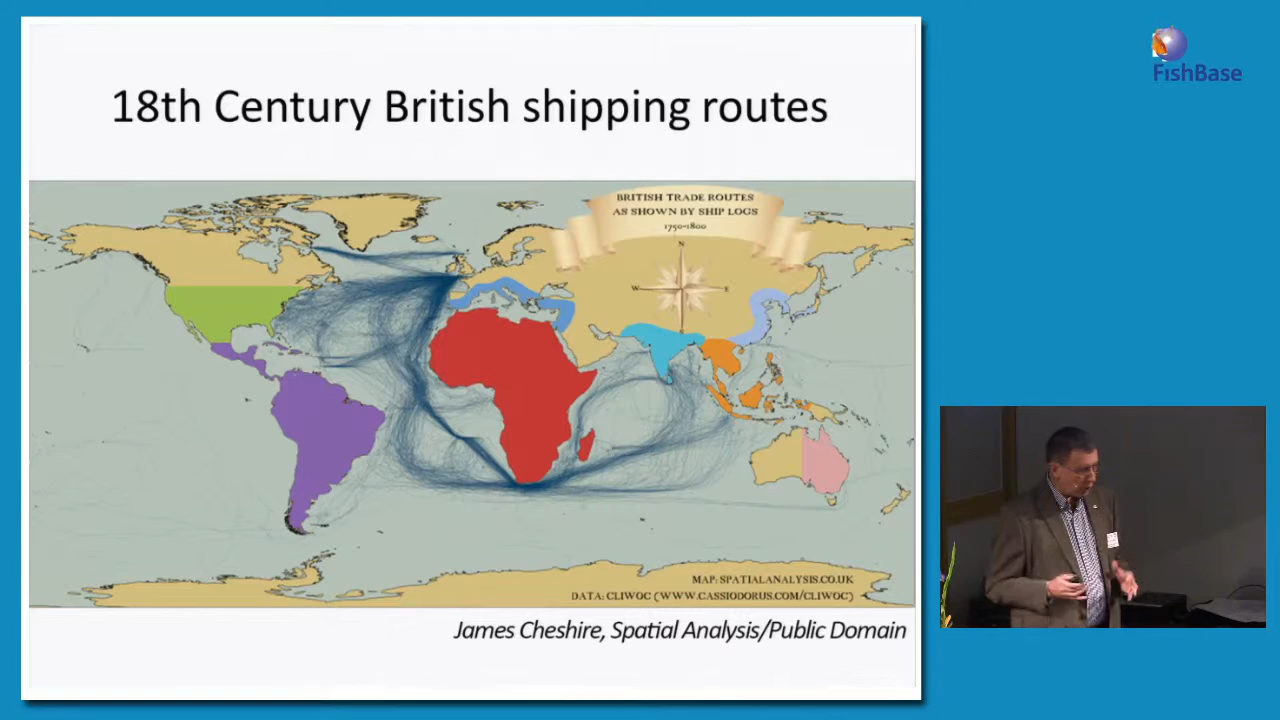 18th Century British shipping routes
BRITISH TRADE ROUTES
AS SHOWN BY SHIP LOGS
1750-1800
N
W
E
MAP: SPATIALANALYSIS.CO.UK
DATA: CLIWOC (WWW.CASSIODORUS.COM/CLIWOC)
James Cheshire, Spatial Analysis/Public Domain
FishBase